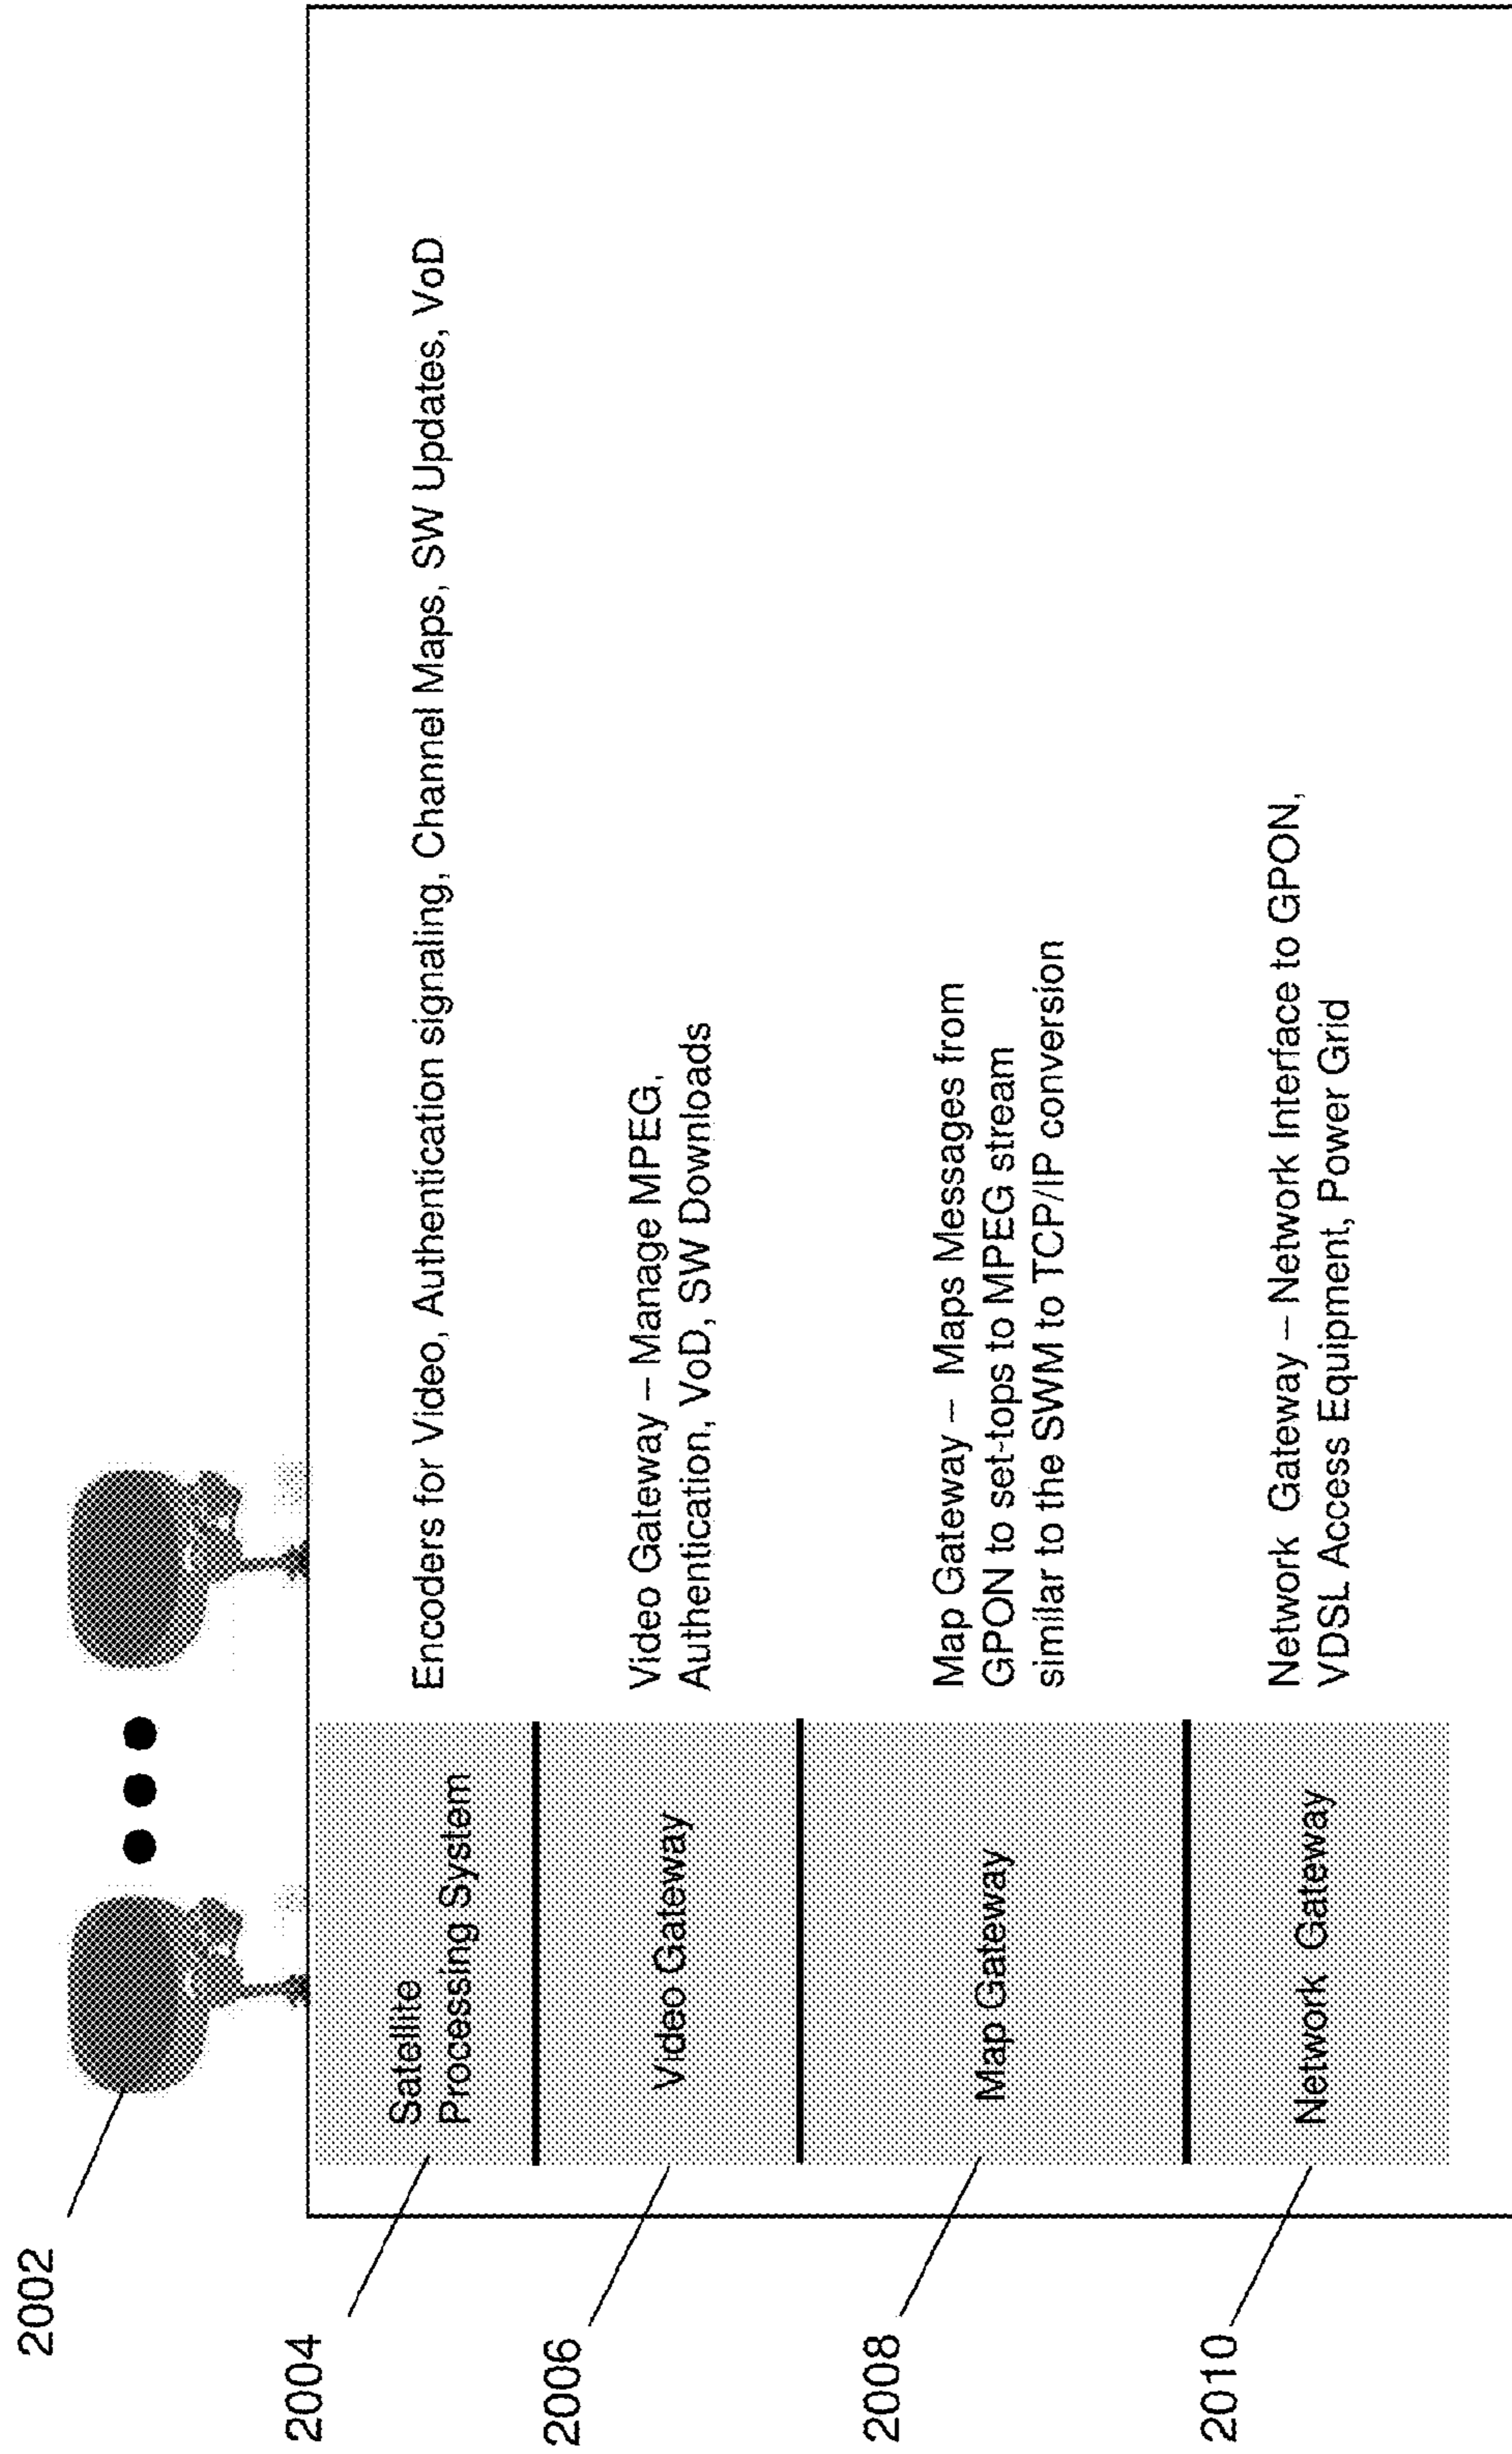 2002
2004
Satellite
Processing System
Encoders for Video, Authentication signaling, Channel Maps, SW Updates, VoD
2006
Video Gateway
Video Gateway – Manage MPEG,
Authentication, VoD, SW Downloads
2008
Map Gateway
Map Gateway – Maps Messages from
GPON to set-tops to MPEG stream
similar to the SWM to TCP/IP conversion
2010
Network Gateway
Network Gateway – Network Interface to GPON,
VDSL Access Equipment, Power Grid